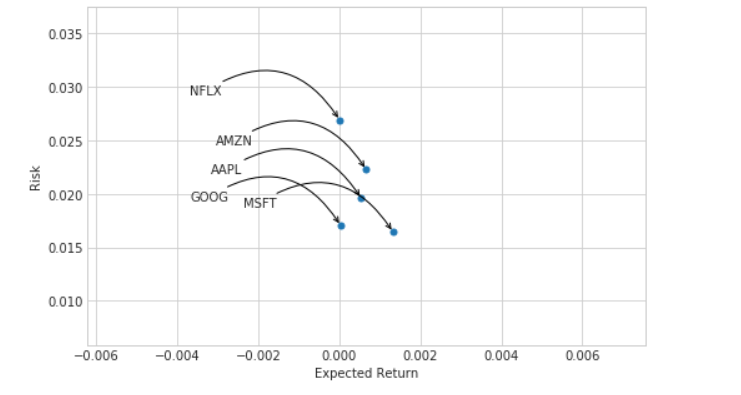 0.035
0.030
NFLX
AMZN
0.025
AAPL
Risk
0.020
GOOG
MSFT
0.015
0.010
−0.006
−0.004
−0.002
0.000
0.002
0.004
0.006
Expected Return